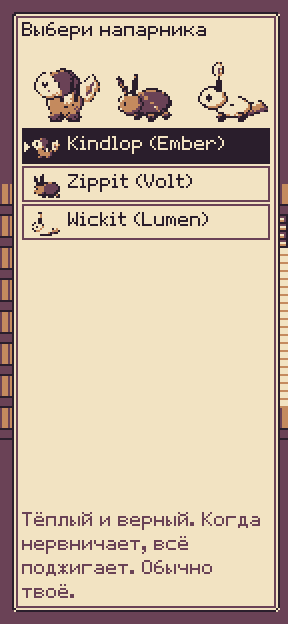 Выбери напарника
Kindlop (Ember)
Zippit (Volt)
Wickit (Lumen)
Тёплый и верный. Когда
нервничает, всё
поджигает. Обычно
твоё.